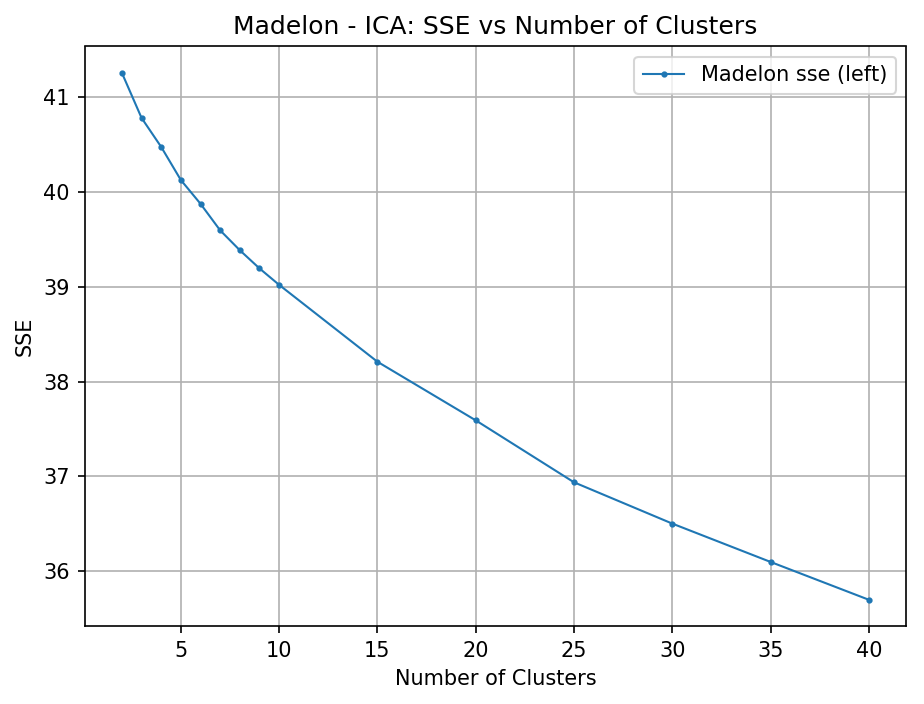 Madelon - ICA: SSE vs Number of Clusters
Madelon sse (left)
41
40
39
38
37
36
SSE
5 10 15 20 25 30 35 40
Number of Clusters